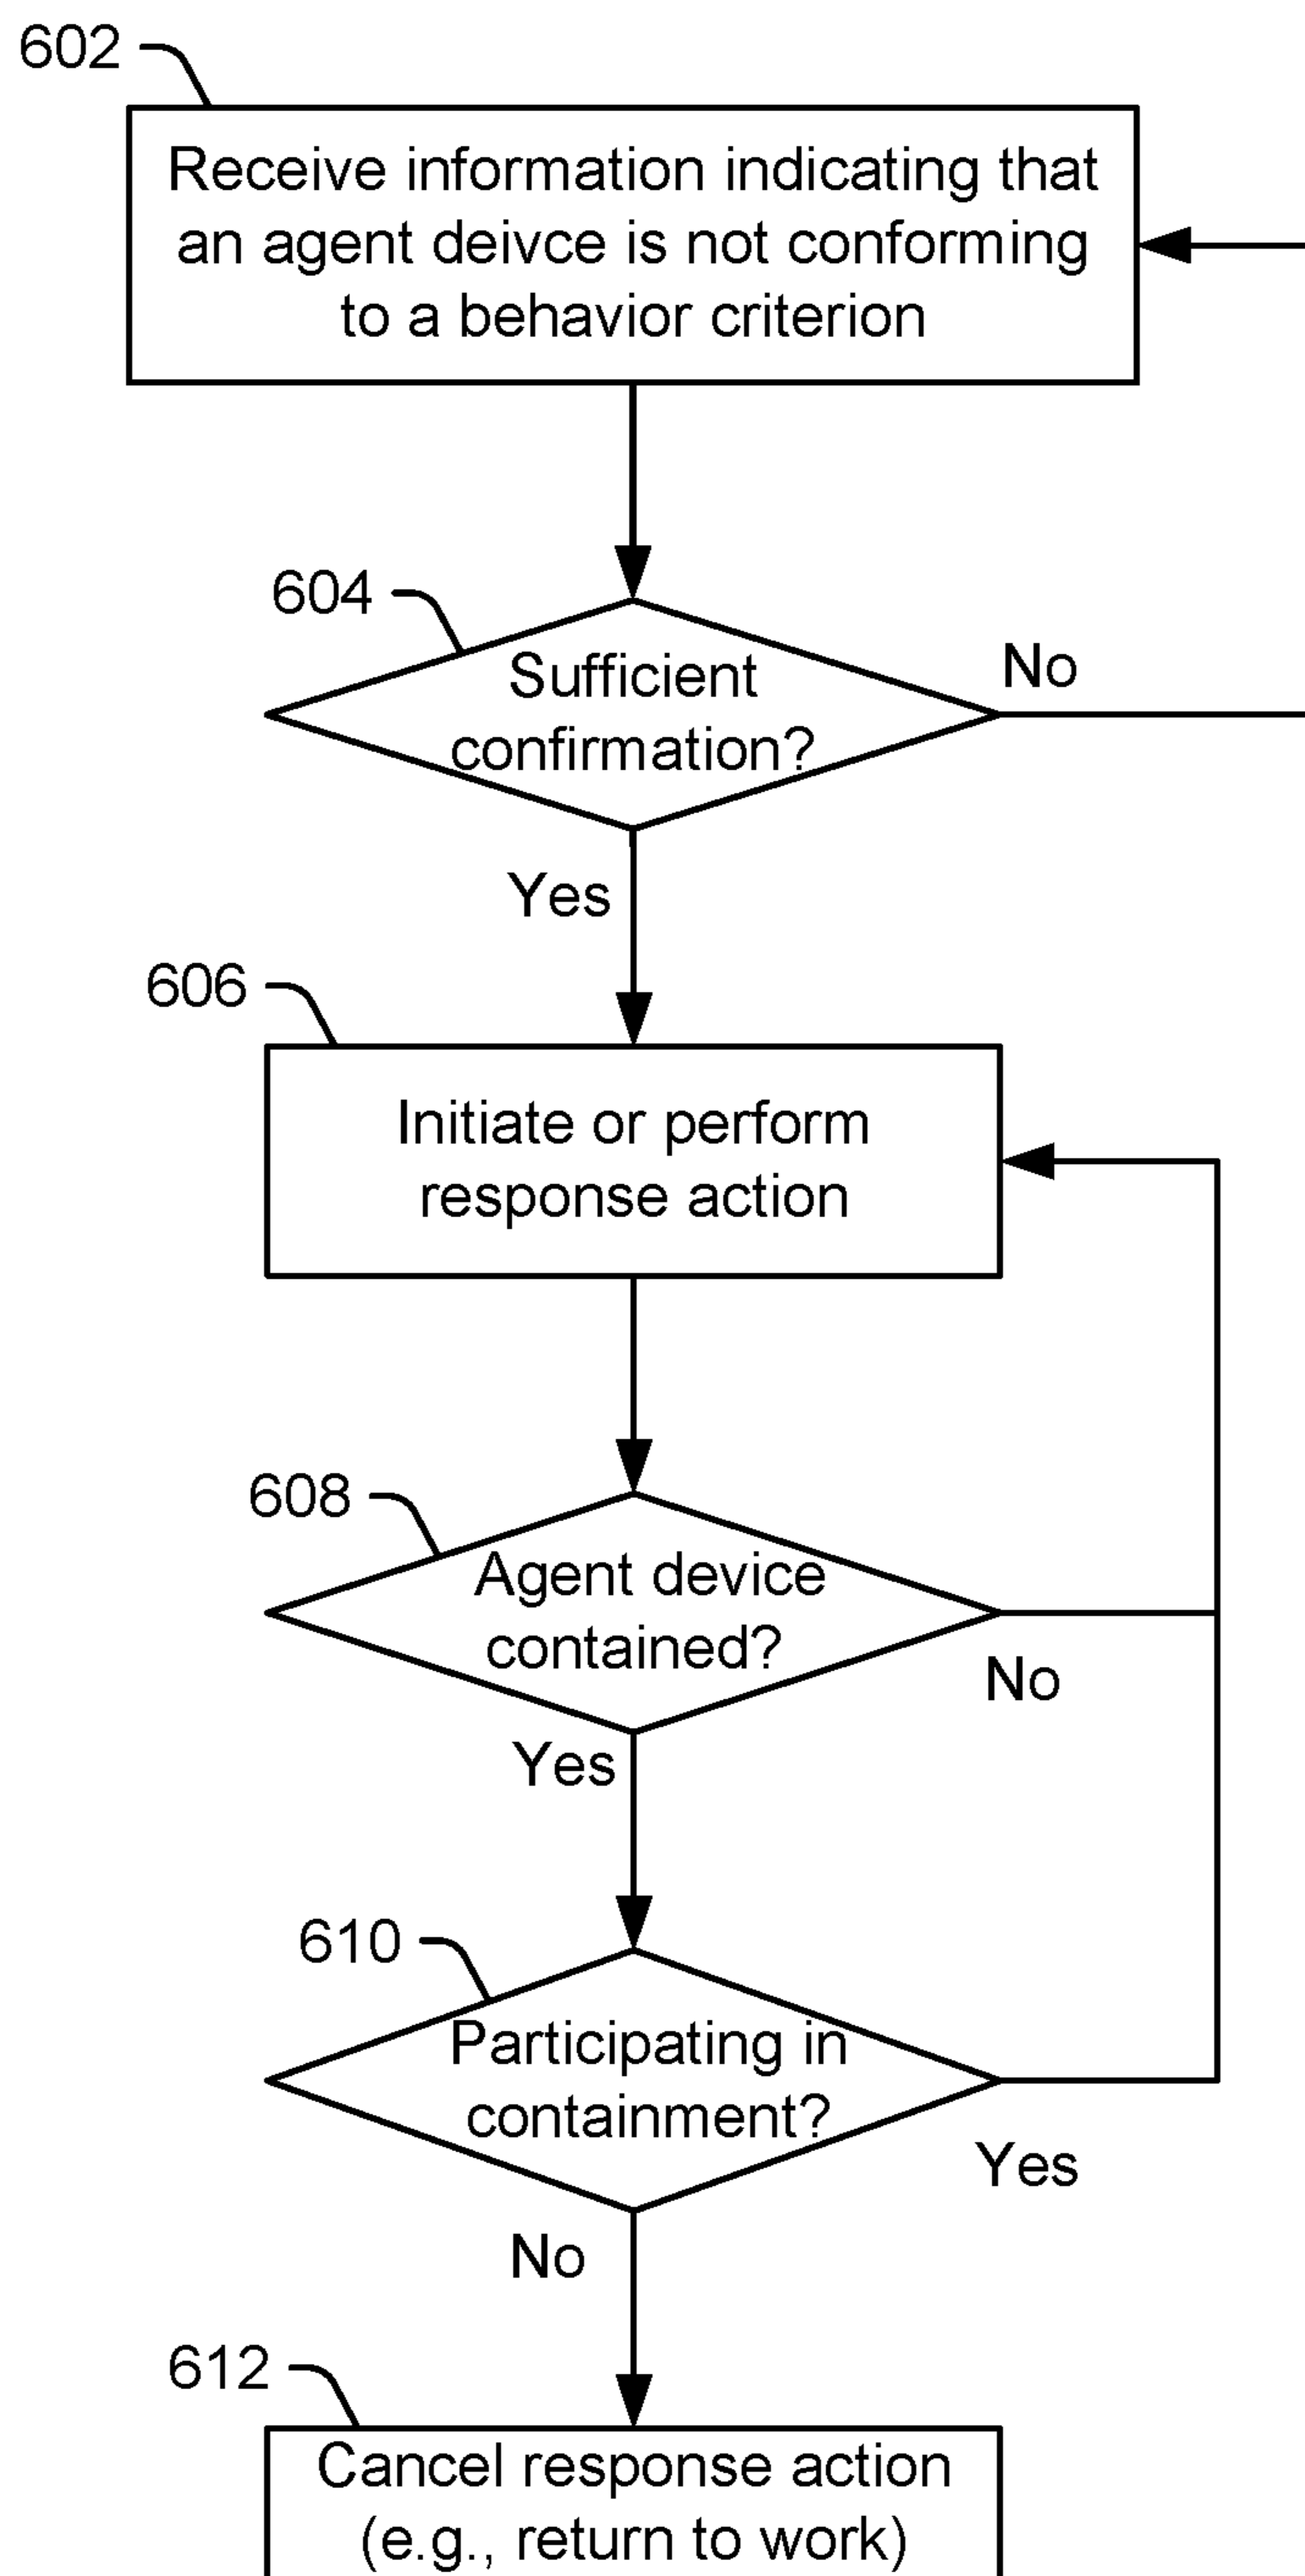 602
Receive information indicating that
an agent deivce is not conforming
to a behavior criterion
604
Sufficient
confirmation?
No
Yes
606
Initiate or perform
response action
608
Agent device
contained?
No
Yes
610
Participating in
containment?
Yes
No
612
Cancel response action
(e.g., return to work)